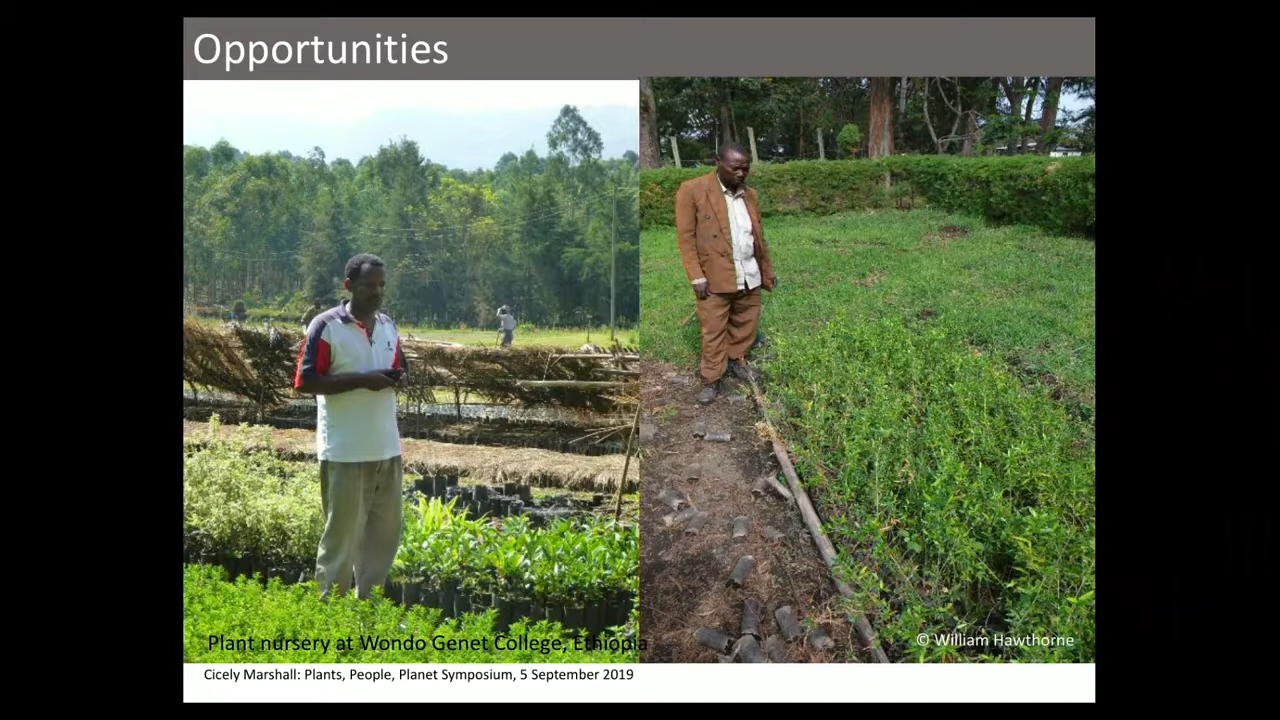 Opportunities
Plant nursery at Wondo Genet College, Ethiopia
© William Hawthorne
Cicely Marshall: Plants, People, Planet Symposium, 5 September 2019